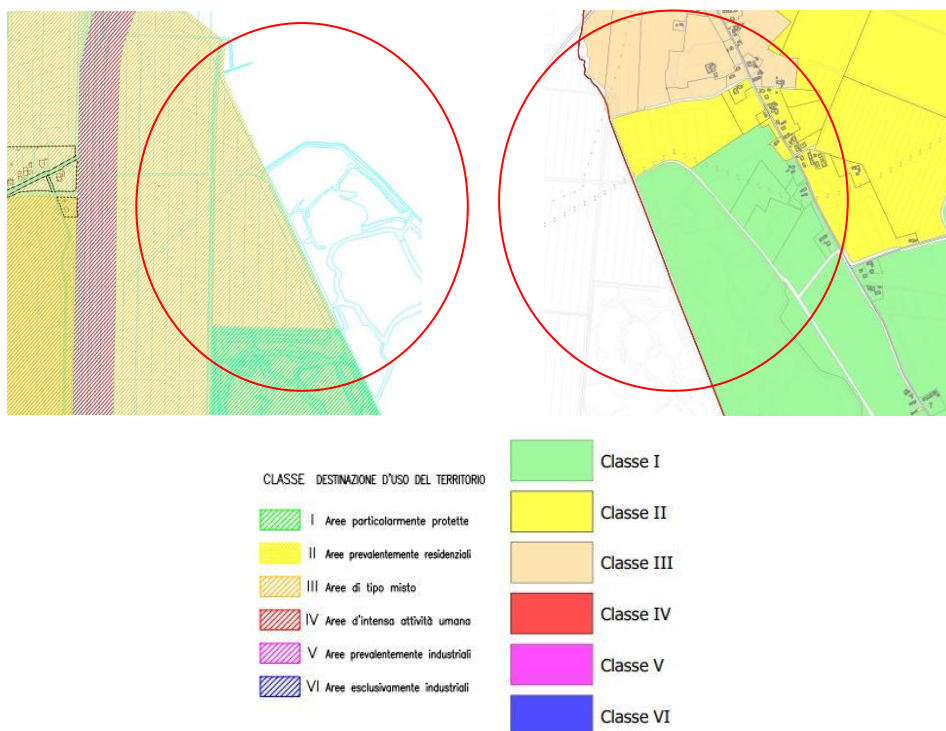 CLASSE DESTINAZIONE D'USO DEL TERRITORIO
I Aree particolarmente protette
II Aree prevalentemente residenziali
III Aree di tipo misto
IV Aree d'intensa attività umana
V Aree prevalentemente industriali
VI Aree esclusivamente industriali
Classe I
Classe II
Classe III
Classe IV
Classe V
Classe VI